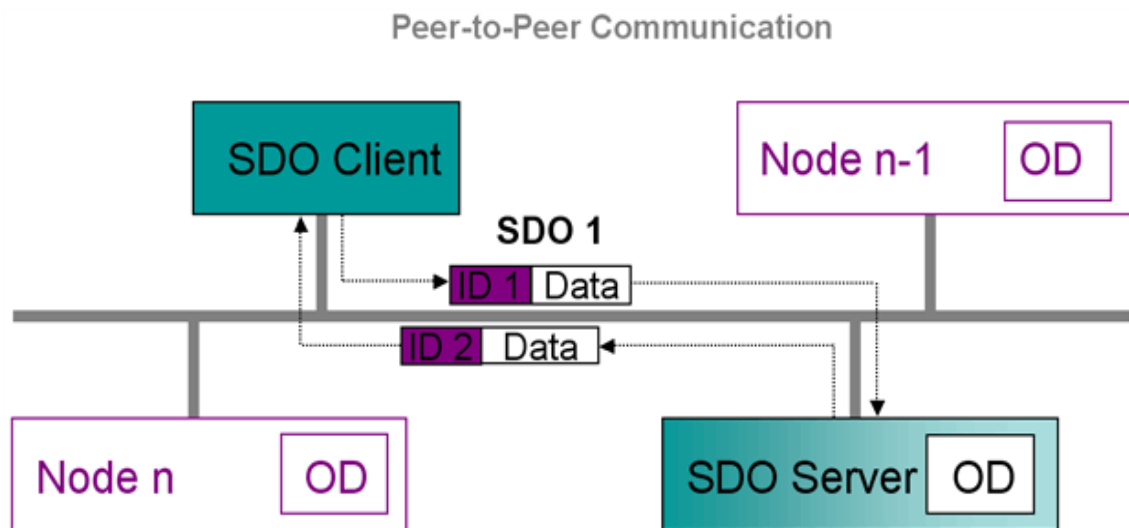 Peer-to-Peer Communication
SDO Client
Node n-1 OD
SDO 1
ID 1 Data
ID 2 Data
Node n OD
SDO Server OD